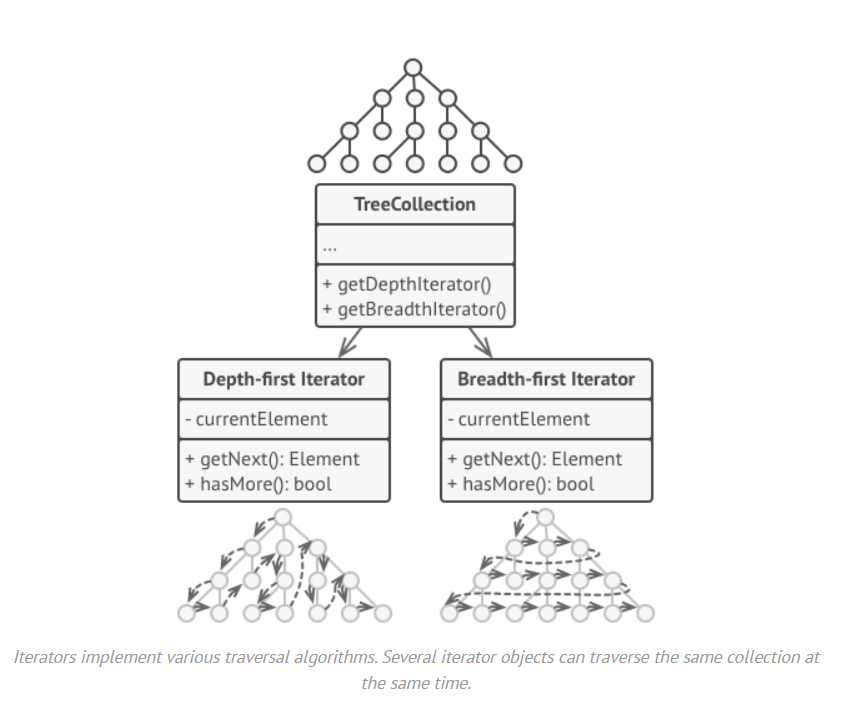 TreeCollection
...
+ getDepthIterator()
+ getBreadthIterator()
Depth-first Iterator
- currentElement
+ getNext(): Element
+ hasMore(): bool
Breadth-first Iterator
- currentElement
+ getNext(): Element
+ hasMore(): bool
Iterators implement various traversal algorithms. Several iterator objects can traverse the same collection at
the same time.